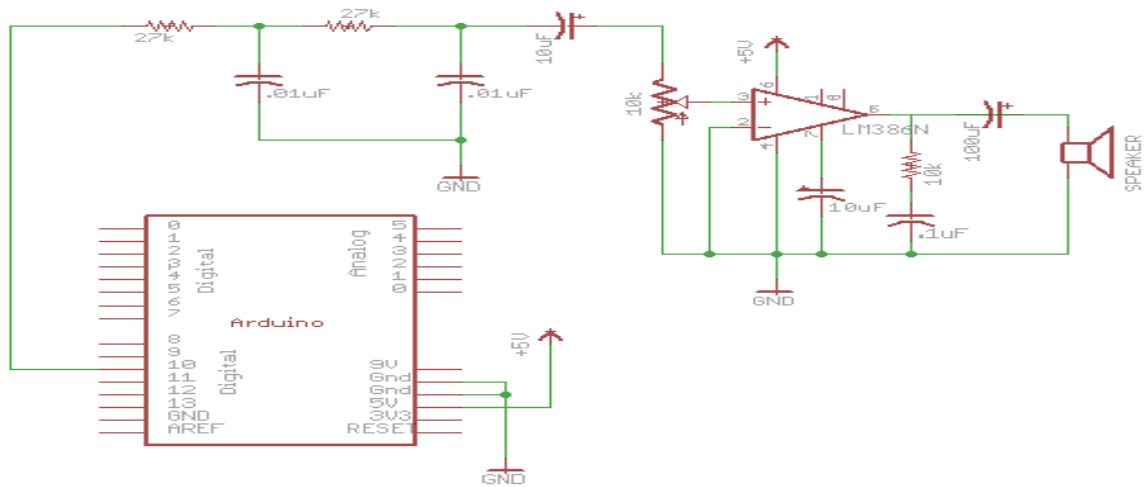 27k
27k
.01uF
.01uF
10uF
GND
10k
+5V
6
3
2
4
1
8
7
5
LM386N
10uF
10k
.1uF
100uF
SPEAKER
GND
Arduino
0
1
2
3
4
5
6
7
Digital
8
9
10
11
12
13
GND
AREF
Digital
5
4
3
2
1
0
Analog
9V
Gnd
Gnd
5V
3V3
RESET
+5V
GND